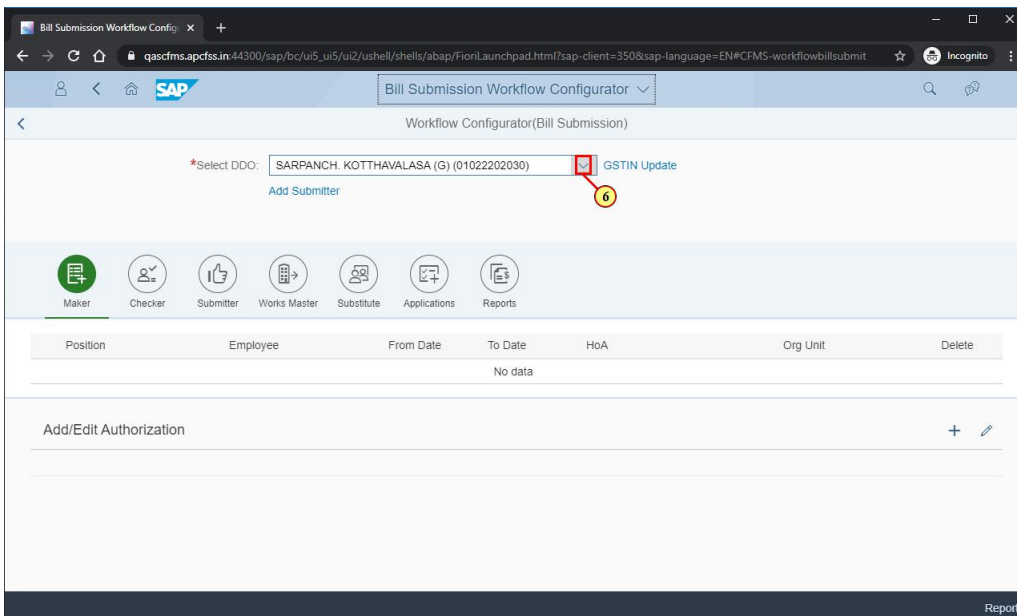 Bill Submission Workflow Config
qascfms.apcfss.in:44300/sap/bc/ui5_ui5/ui2/ushell/shells/abap/FioriLaunchpad.html?sap-client=350&sap-language=EN#CFMS-workflowbillsubmit
Incognito
SAP
Bill Submission Workflow Configurator
Workflow Configurator(Bill Submission)
*Select DDO: SARPANCH. KOTTHAVALASA (G) (01022202030) GSTIN Update
Add Submitter
6
Maker Checker Submitter Works Master Substitute Applications Reports
Position Employee From Date To Date HoA Org Unit Delete
No data
Add/Edit Authorization
Report